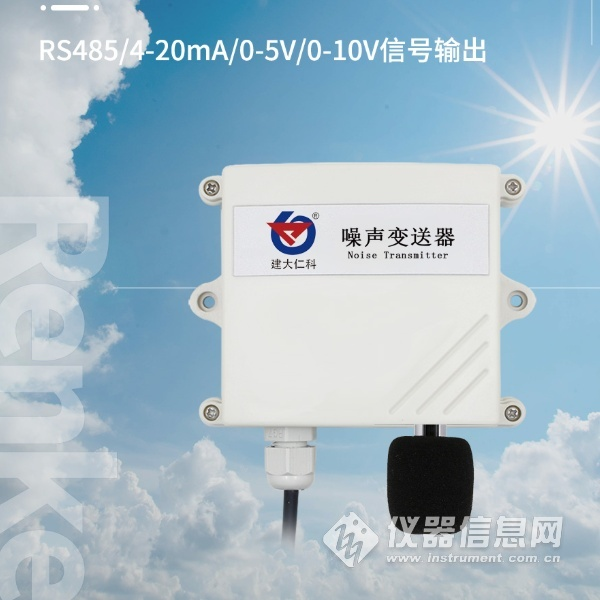 RS485/4-20mA/0-5V/0-10V信号输出
®
建大仁科
噪声变送器
Noise Transmitter
Renke
仪器信息网
www.instrument.com.cn